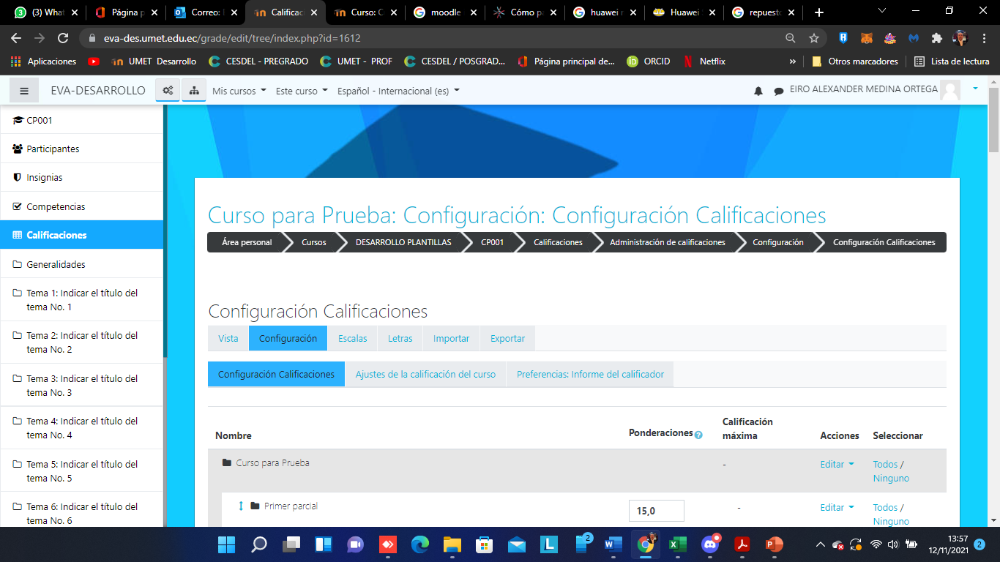 3
(3) What
Página p
Correo:
Calificac
Curso: C
moodle
Cómo p
huawei r
Huawei
repuesto
eva-des.umet.edu.ec/grade/edit/tree/index.php?id=1612
Aplicaciones
UMET Desarrollo
CESDEL - PREGRADO
UMET - PROF
CESDEL / POSGRAD...
Página principal de...
ORCID
Netflix
»
Otros marcadores
Lista de lectura
EVA-DESARROLLO
Mis cursos
Este curso
Español - Internacional (es)
EIRO ALEXANDER MEDINA ORTEGA
CP001
Participantes
Insignias
Competencias
Calificaciones
Generalidades
Tema 1: Indicar el título del
tema No. 1
Tema 2: Indicar el título del
tema No. 2
Tema 3: Indicar el título del
tema No. 3
Tema 4: Indicar el título del
tema No. 4
Tema 5: Indicar el título del
tema No. 5
Tema 6: Indicar el título del
tema No. 6
Curso para Prueba: Configuración: Configuración Calificaciones
Área personal
Cursos
DESARROLLO PLANTILLAS
CP001
Calificaciones
Administración de calificaciones
Configuración
Configuración Calificaciones
Configuración Calificaciones
Vista
Configuración
Escalas
Letras
Importar
Exportar
Configuración Calificaciones
Ajustes de la calificación del curso
Preferencias: Informe del calificador
Nombre
Ponderaciones
Calificación
máxima
Acciones
Seleccionar
Curso para Prueba
-
Editar
Todos /
Ninguno
Primer parcial
15,0
-
Editar
Todos /
Ninguno
2
13:57
12/11/2021
2